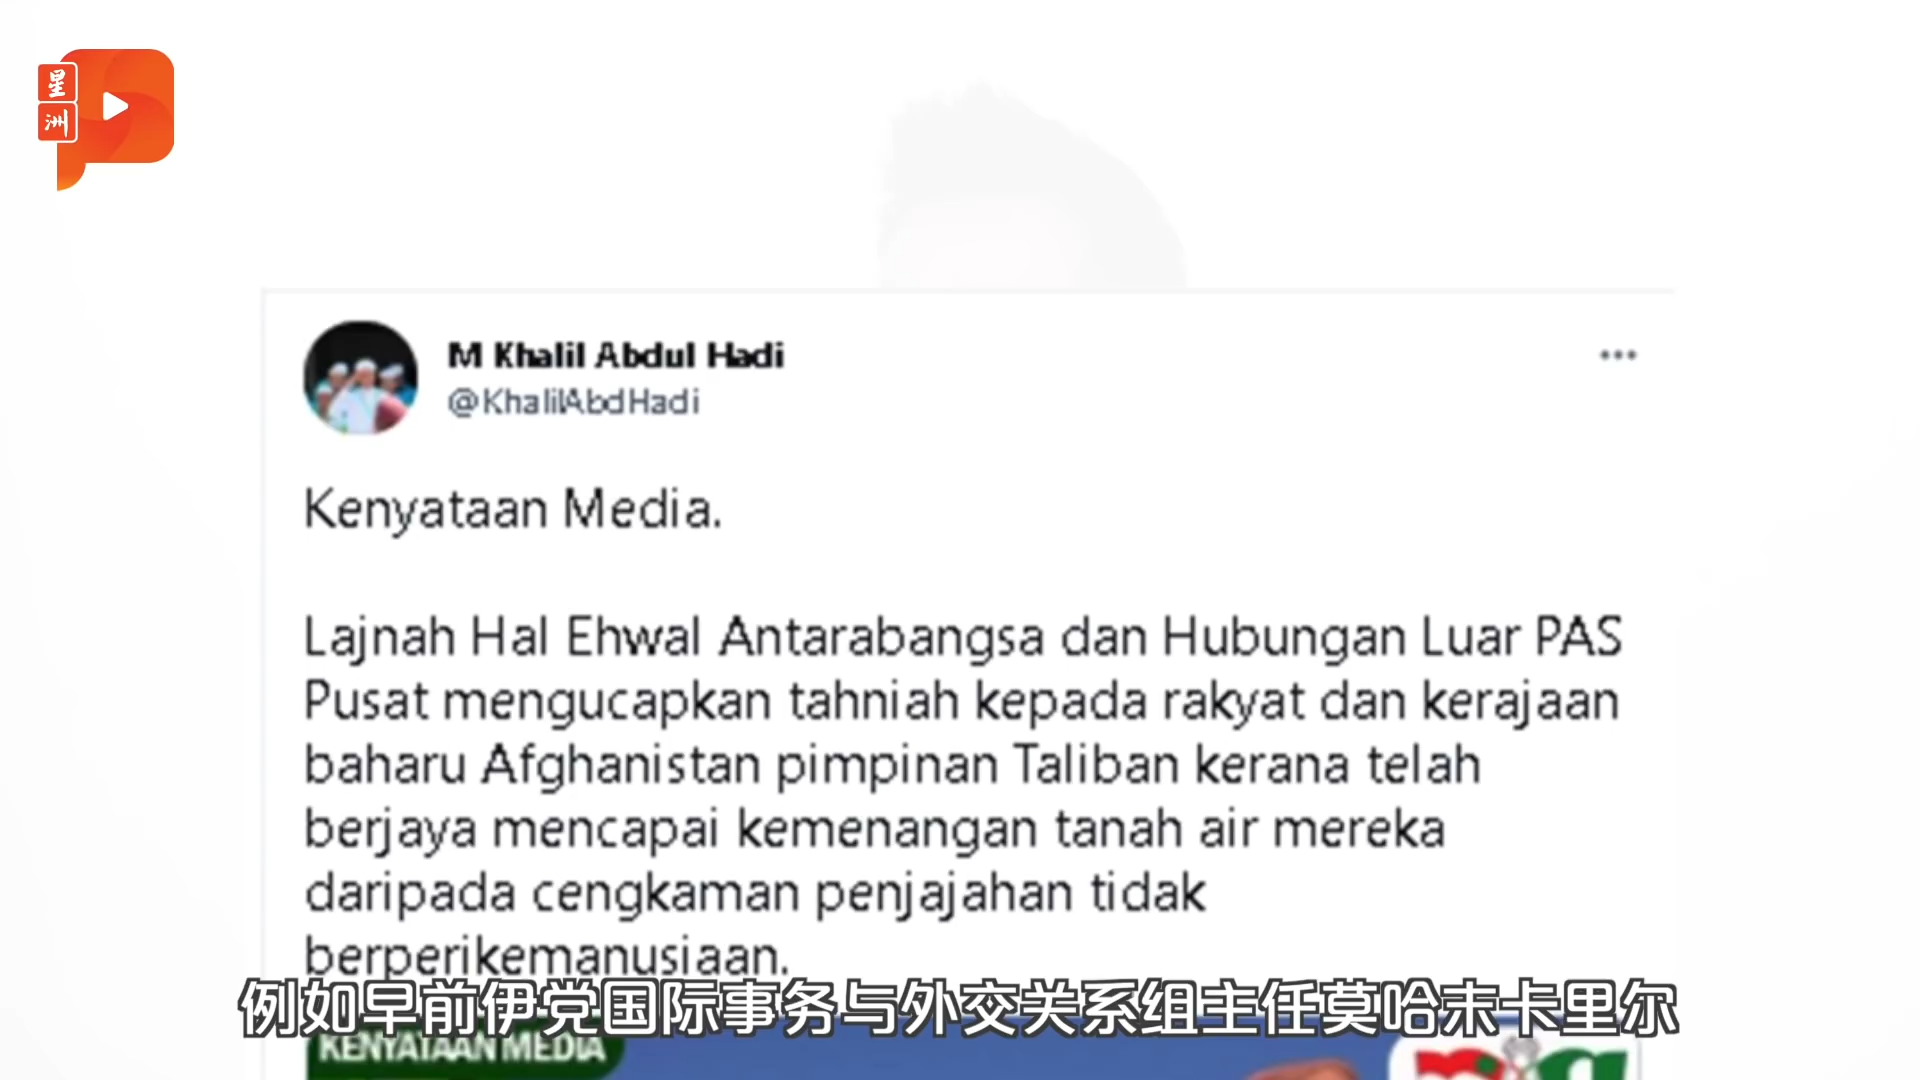 星
洲
M Khalil Abdul Hadi
@KhalilAbdHadi
Kenyataan Media.
Lajnah Hal Ehwal Antarabangsa dan Hubungan Luar PAS
Pusat mengucapkan tahniah kepada rakyat dan kerajaan
baharu Afghanistan pimpinan Taliban kerana telah
berjaya mencapai kemenangan tanah air mereka
daripada cengkaman penjajahan tidak
berperikemanusiaan.
例如早前伊党国际事务与外交关系组主任莫哈末卡里尔
KENYATAAN MEDIA